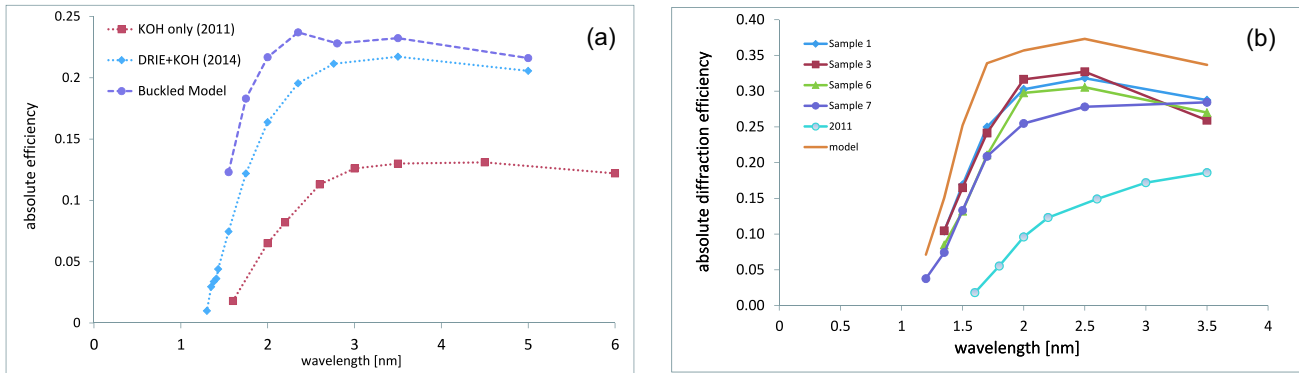 (a)
KOH only (2011)
DRIE+KOH (2014)
Buckled Model
absolute efficiency
0.25
0.2
0.15
0.1
0.05
0
0 1 2 3 4 5 6
wavelength [nm]
(b)
Sample 1
Sample 3
Sample 6
Sample 7
2011
model
absolute diffraction efficiency
0.40
0.35
0.30
0.25
0.20
0.15
0.10
0.05
0.00
0 0.5 1 1.5 2 2.5 3 3.5 4
wavelength [nm]